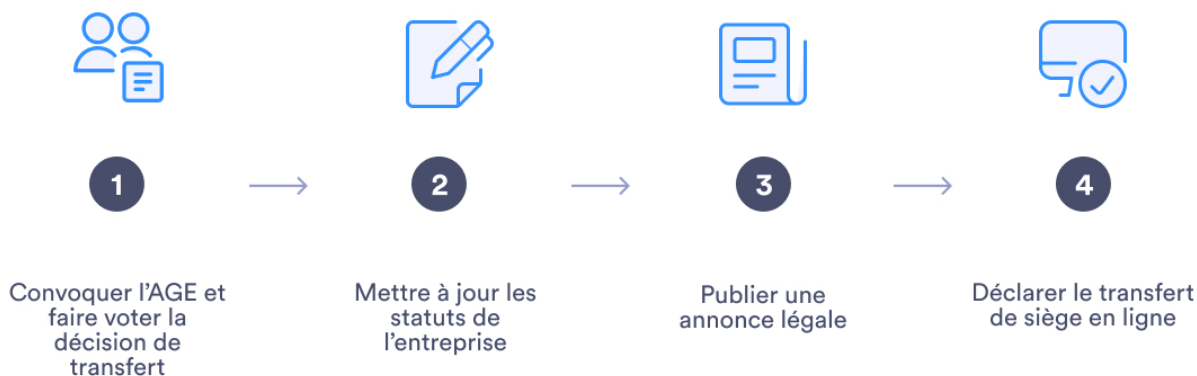 1
2
3
4
Convoquer l’AGE et
faire voter la
décision de
transfert
Mettre à jour les
statuts de
l’entreprise
Publier une
annonce légale
Déclarer le transfert
de siège en ligne